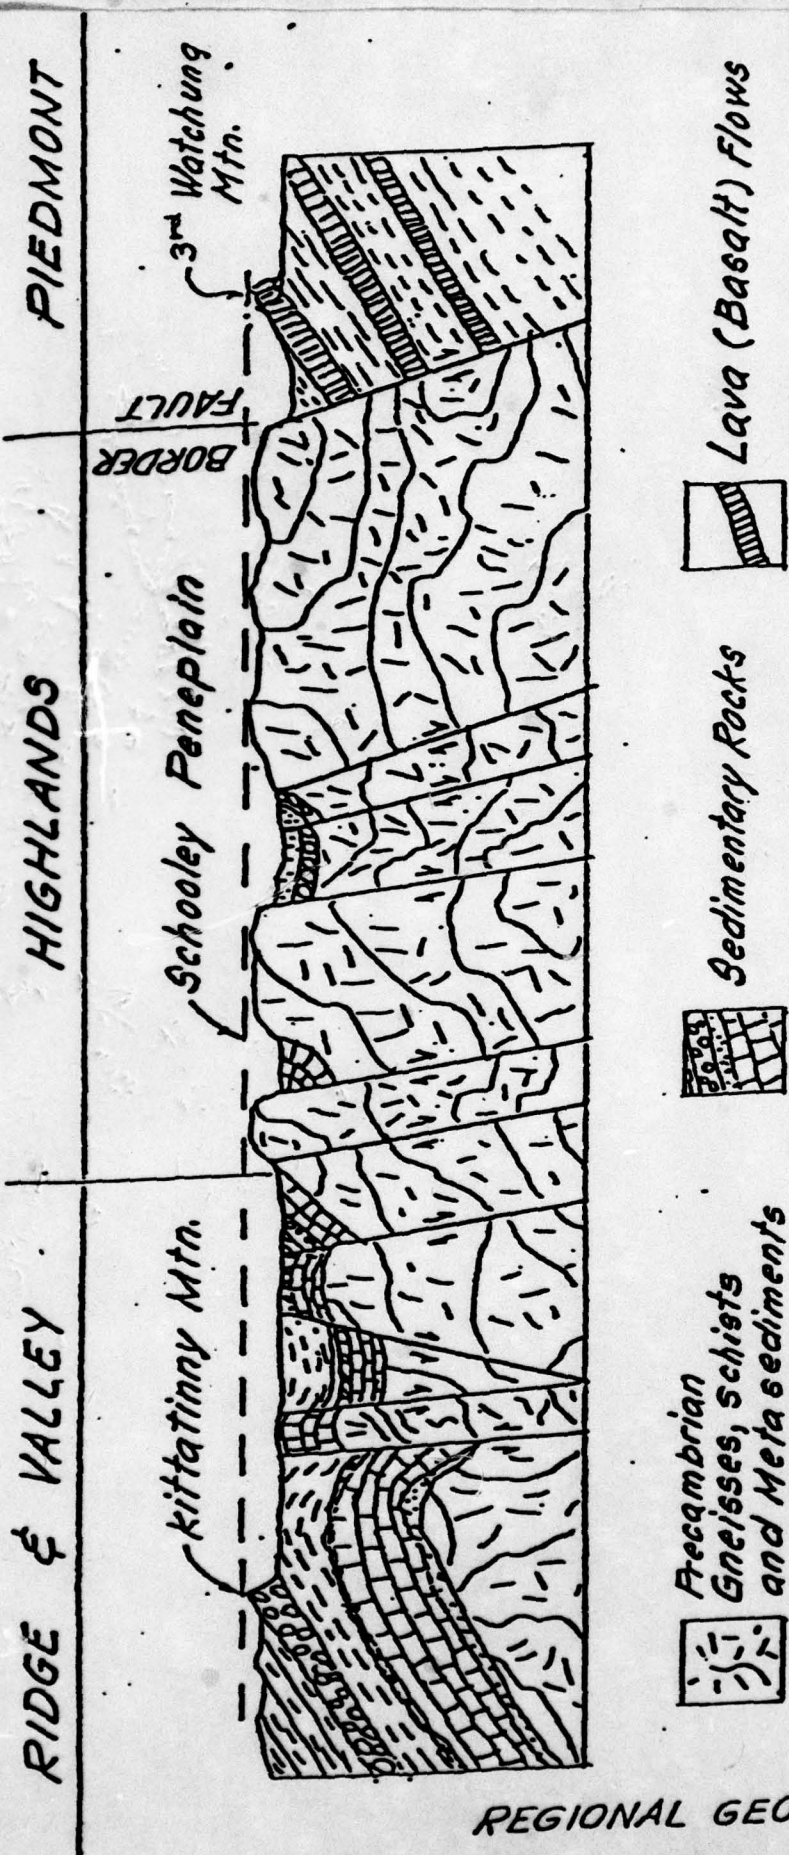 RIDGE & VALLEY
HIGHLANDS
PIEDMONT
Kittatinny Mtn.
Schooley Peneplain
BORDER
FAULT
3rd Watchung
Mtn.
Precambrian
Gneisses, schists
and Metasediments
Sedimentary Rocks
Lava (Basalt) Flows
REGIONAL GEO